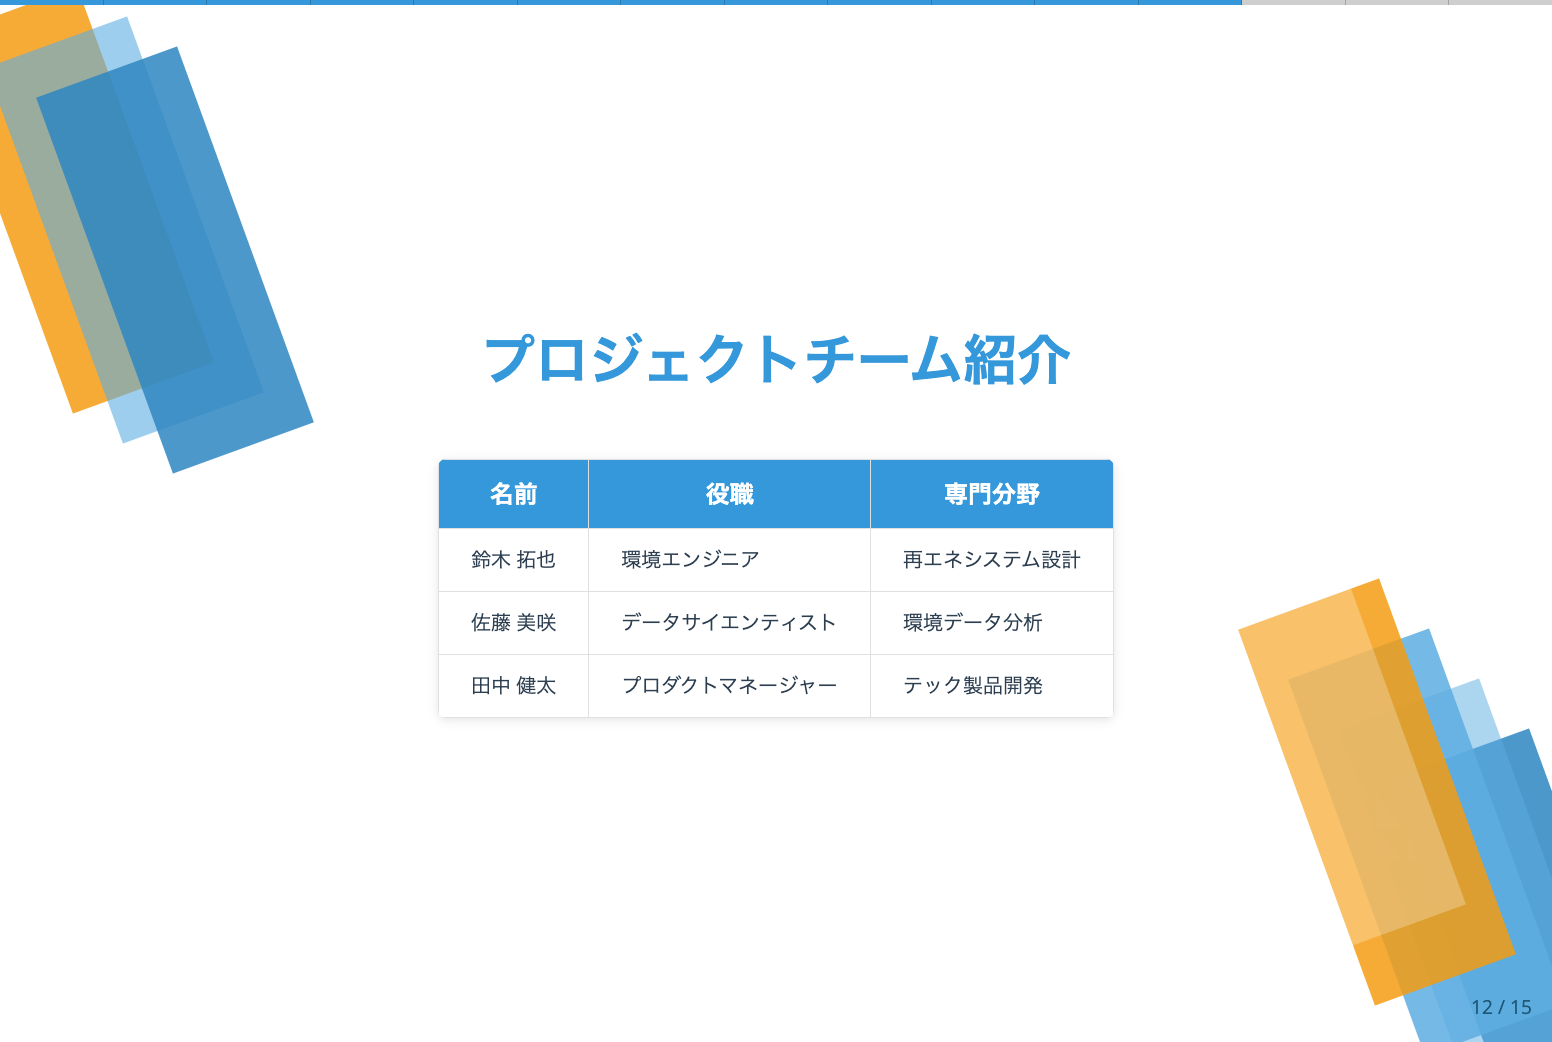 プロジェクトチーム紹介
名前 役職 専門分野
鈴木 拓也 環境エンジニア 再エネシステム設計
佐藤 美咲 データサイエンティスト 環境データ分析
田中 健太 プロダクトマネージャー テック製品開発
12 / 15